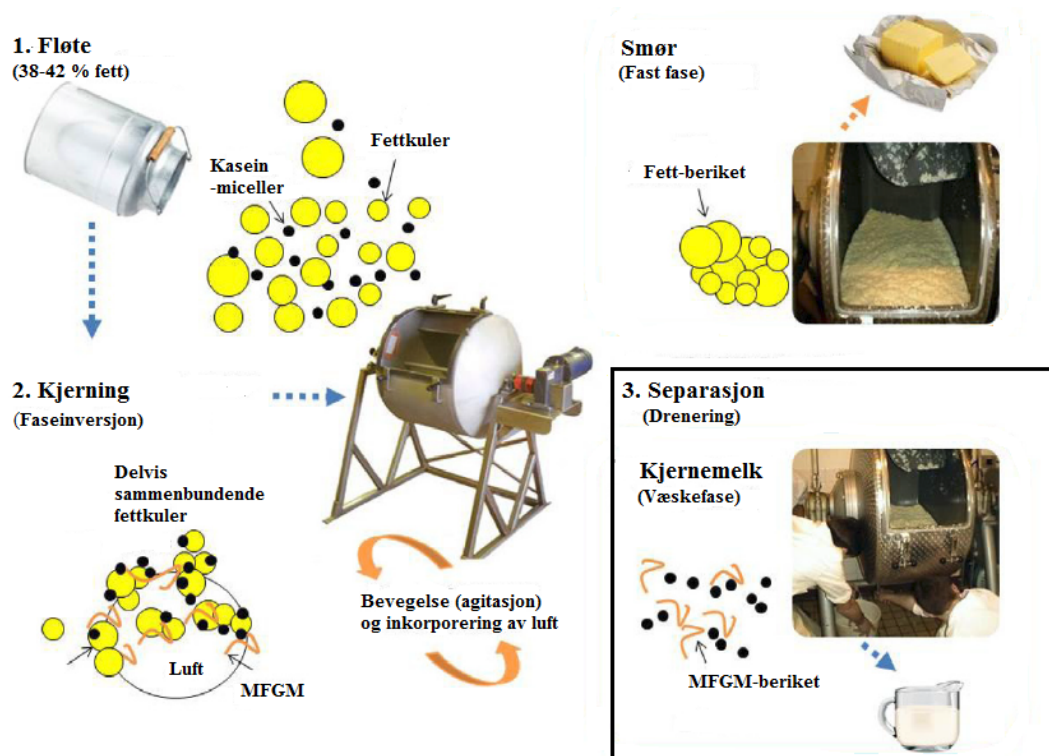 1. Fløte
(38-42 % fett)
Kasein
-miceller
Fettkuler
2. Kjerning
(Faseinversjon)
Delvis
sammenbundende
fettkuler
Luft
MFGM
Bevegelse (agitasjon)
og inkorporering av luft
Smør
(Fast fase)
Fett-beriket
3. Separasjon
(Drenering)
Kjernemelk
(Væskefase)
MFGM-beriket